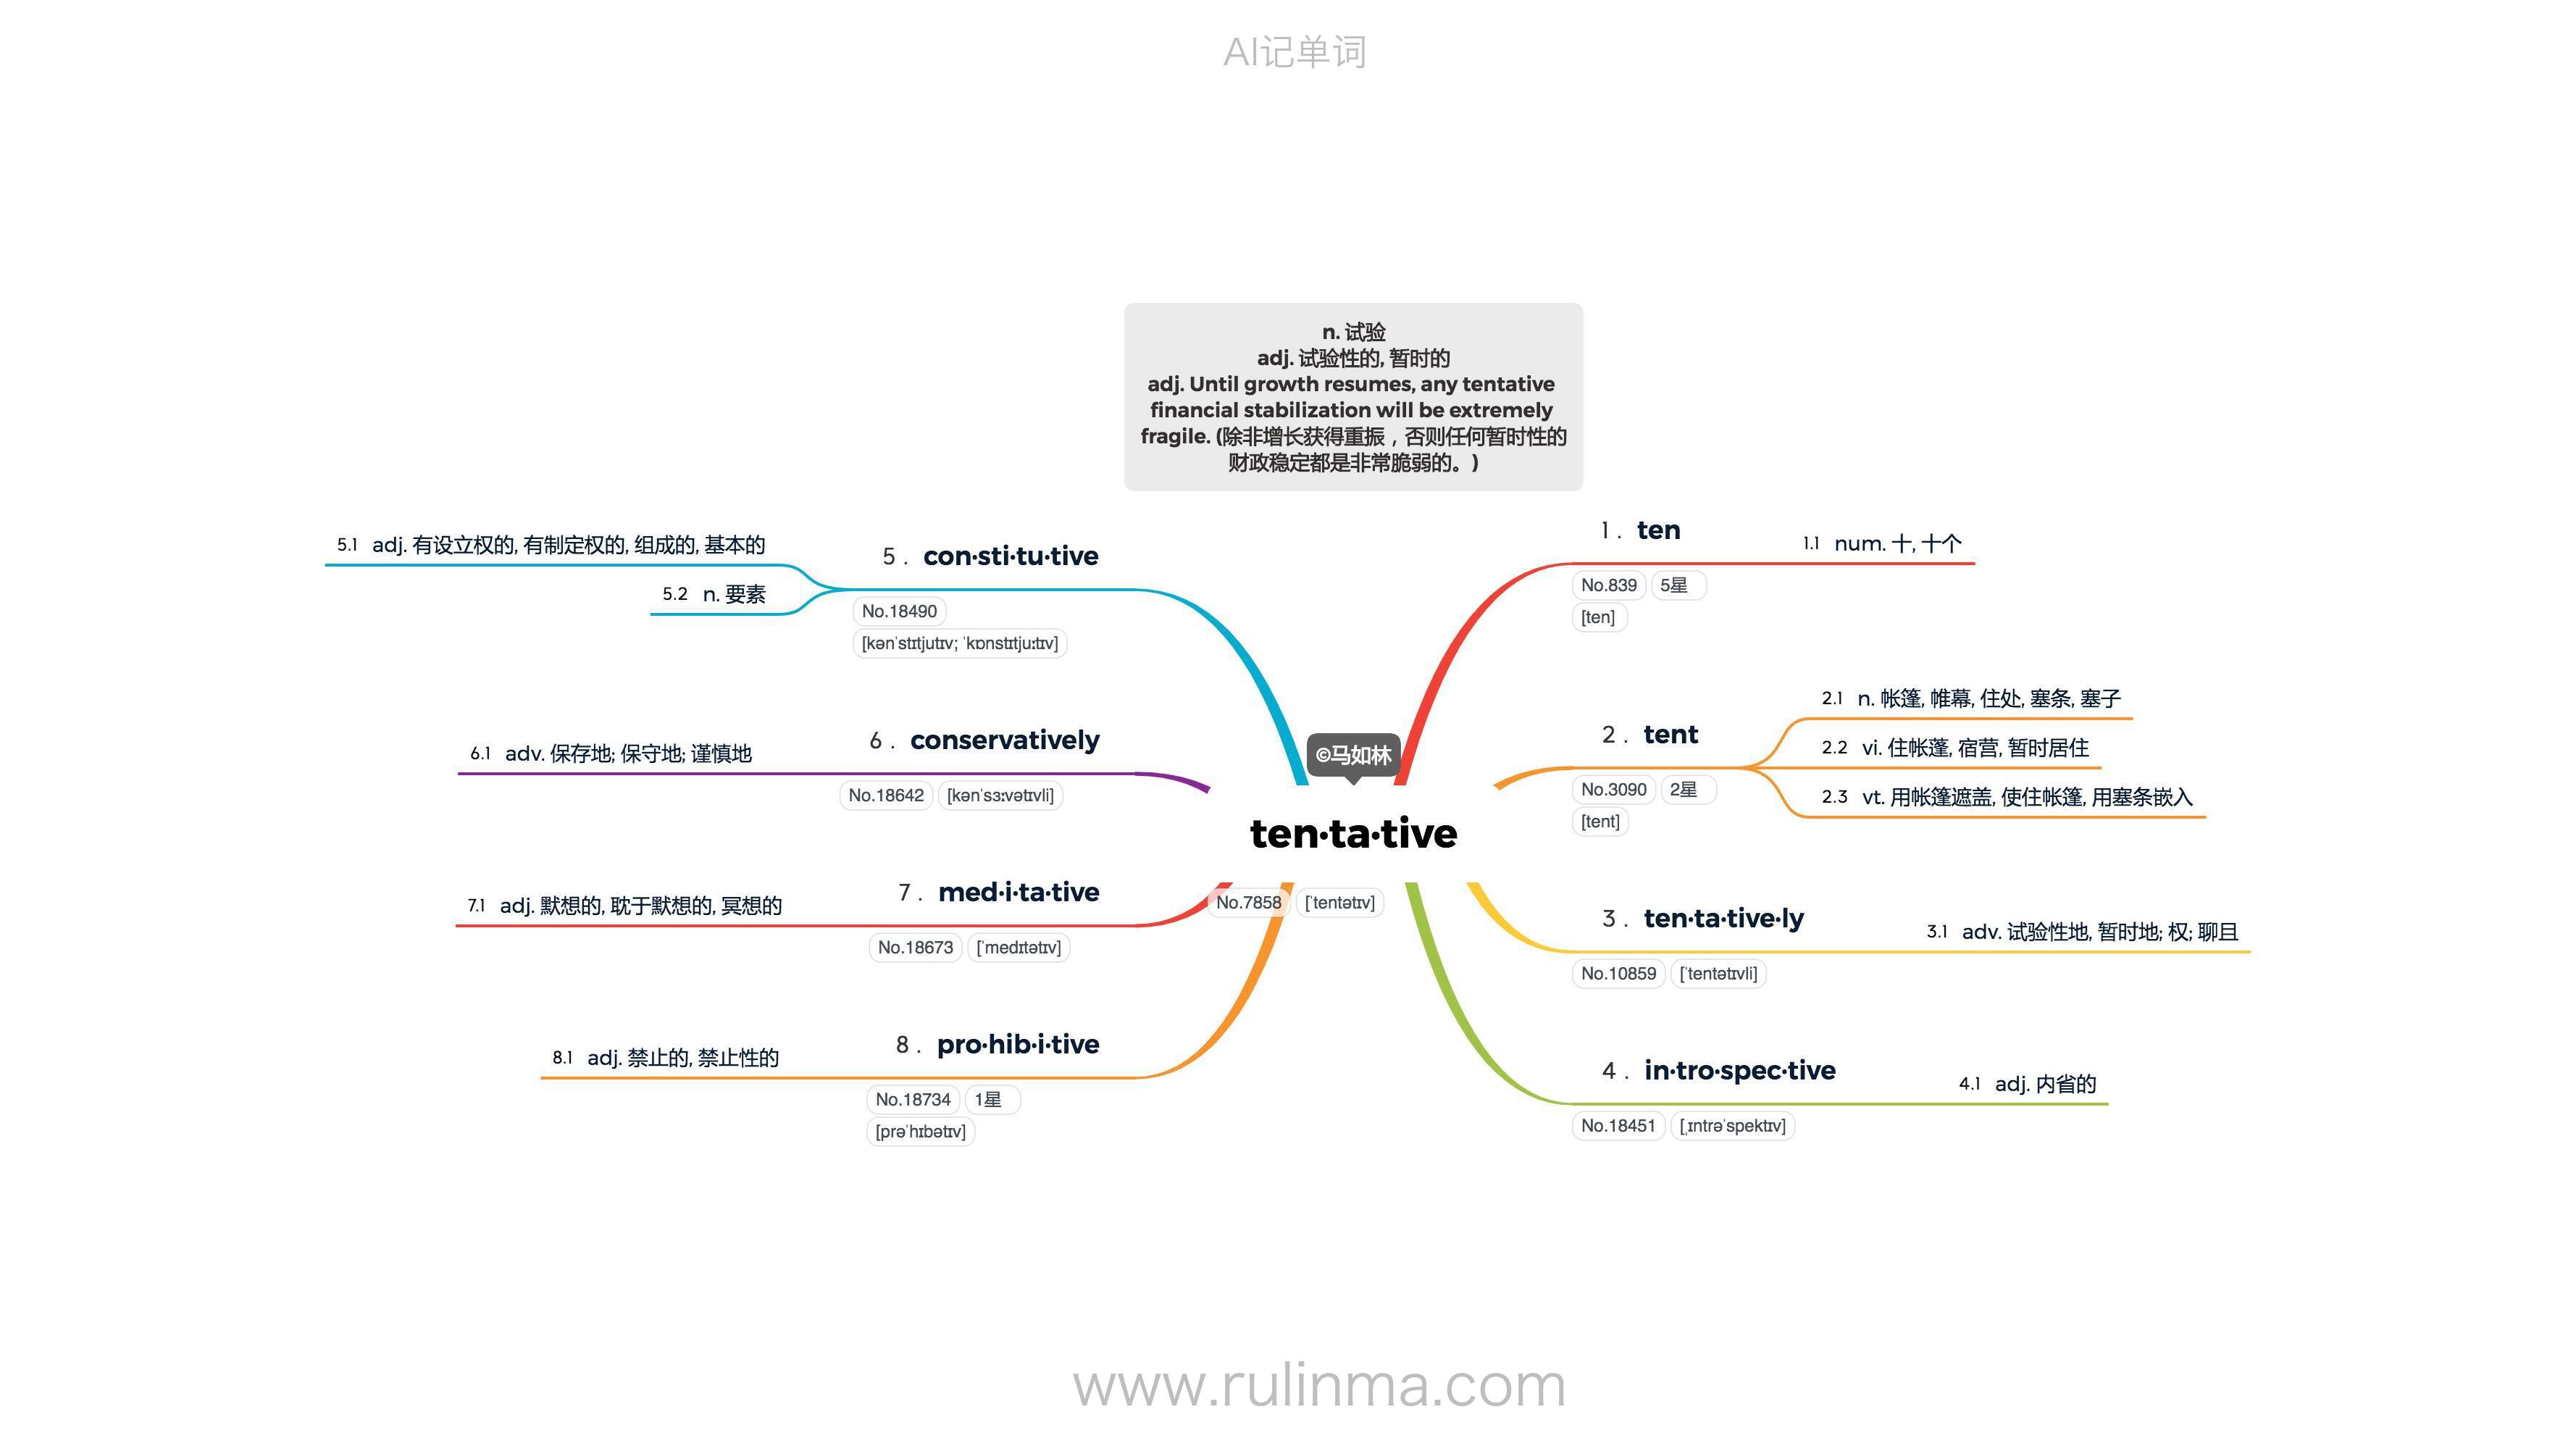 AI记单词
n. 试验
adj. 试验性的, 暂时的
adj. Until growth resumes, any tentative
financial stabilization will be extremely
fragile. (除非增长获得重振，否则任何暂时性的
财政稳定都是非常脆弱的。)
©马如林
ten·ta·tive
No.7858 [ˈtentətɪv]
1. ten
No.839 5星
[ten]
1.1 num. 十, 十个
2. tent
No.3090 2星
[tent]
2.1 n. 帐篷, 帷幕, 住处, 塞条, 塞子
2.2 vi. 住帐蓬, 宿营, 暂时居住
2.3 vt. 用帐篷遮盖, 使住帐篷, 用塞条嵌入
3. ten·ta·tive·ly
No.10859 [ˈtentətɪvli]
3.1 adv. 试验性地, 暂时地; 权; 聊且
4. in·tro·spec·tive
No.18451 [ˌɪntrəˈspektɪv]
4.1 adj. 内省的
5. con·sti·tu·tive
No.18490
[kənˈstɪtjutɪv; ˈkɒnstɪtjuːtɪv]
5.1 adj. 有设立权的, 有制定权的, 组成的, 基本的
5.2 n. 要素
6. conservatively
No.18642 [kənˈsɜːvətɪvli]
6.1 adv. 保存地; 保守地; 谨慎地
7. med·i·ta·tive
No.18673 [ˈmedɪtətɪv]
7.1 adj. 默想的, 耽于默想的, 冥想的
8. pro·hib·i·tive
No.18734 1星
[prəˈhɪbətɪv]
8.1 adj. 禁止的, 禁止性的
www.rulinma.com